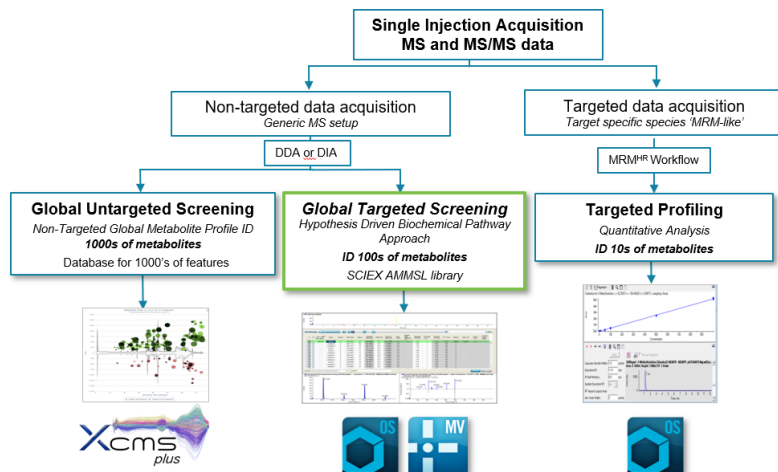 Single Injection Acquisition
MS and MS/MS data
Non-targeted data acquisition
Generic MS setup
Targeted data acquisition
Target specific species ‘MRM-like’
DDA or DIA
MRMHR Workflow
Global Untargeted Screening
Non-Targeted Global Metabolite Profile ID
1000s of metabolites
Database for 1000’s of features
Global Targeted Screening
Hypothesis Driven Biochemical Pathway
Approach
ID 100s of metabolites
SCIEX AMMSL library
Targeted Profiling
Quantitative Analysis
ID 10s of metabolites
Xcms
plus
OS
MV
OS